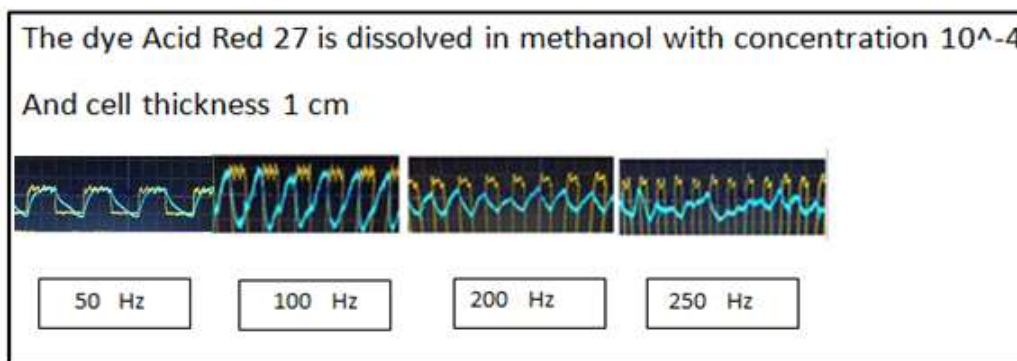 The dye Acid Red 27 is dissolved in methanol with concentration 10^-4
And cell thickness 1 cm
50 Hz 100 Hz 200 Hz 250 Hz